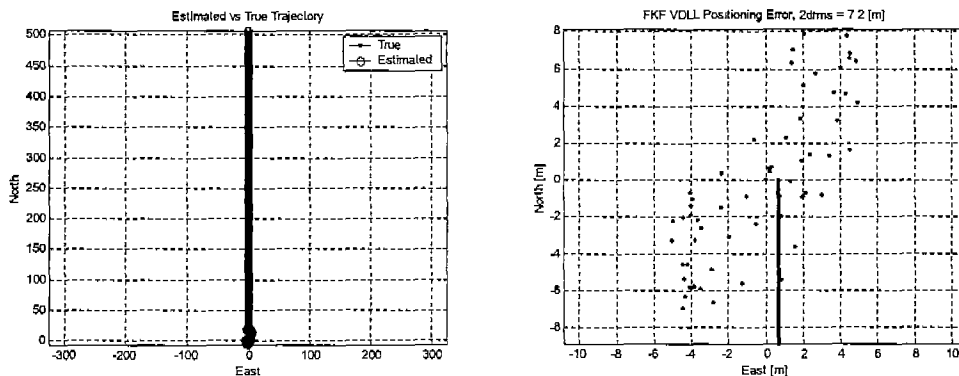 Estimated vs True Trajectory
True
Estimated
500
450
400
350
300
250
200
150
100
50
0
North
-300 -200 -100 0 100 200 300
East
FKF VDLL Positioning Error, 2drms = 7 2 [m]
8
6
4
2
0
-2
-4
-6
-8
North [m]
-10 -8 -6 -4 -2 0 2 4 6 8 10
East [m]